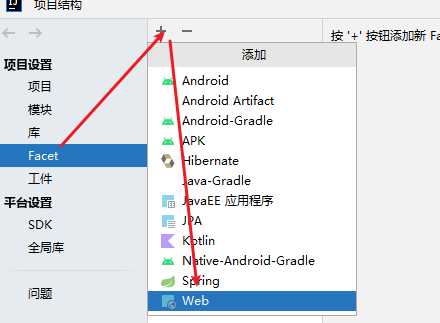 项目结构
项目设置
项目
模块
库
Facet
工件
平台设置
SDK
全局库
问题
添加
Android
Android Artifact
Android-Gradle
APK
Hibernate
Java-Gradle
JavaEE 应用程序
JPA
Kotlin
Native-Android-Gradle
Spring
Web
按 '+' 按钮添加新 Fa